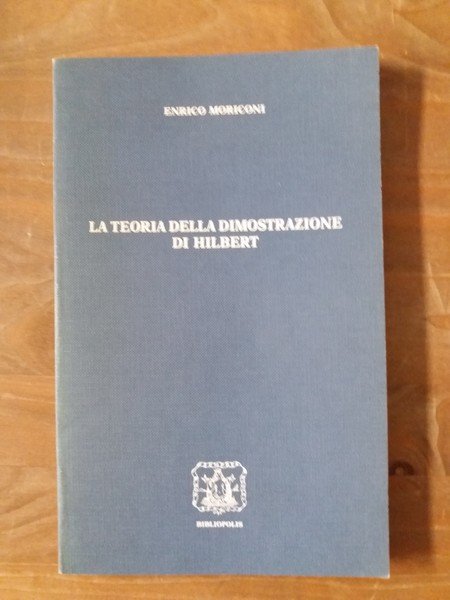 ENRICO MORICONI
LA TEORIA DELLA DIMOSTRAZIONE
DI HILBERT
BIBLIOPOLIS